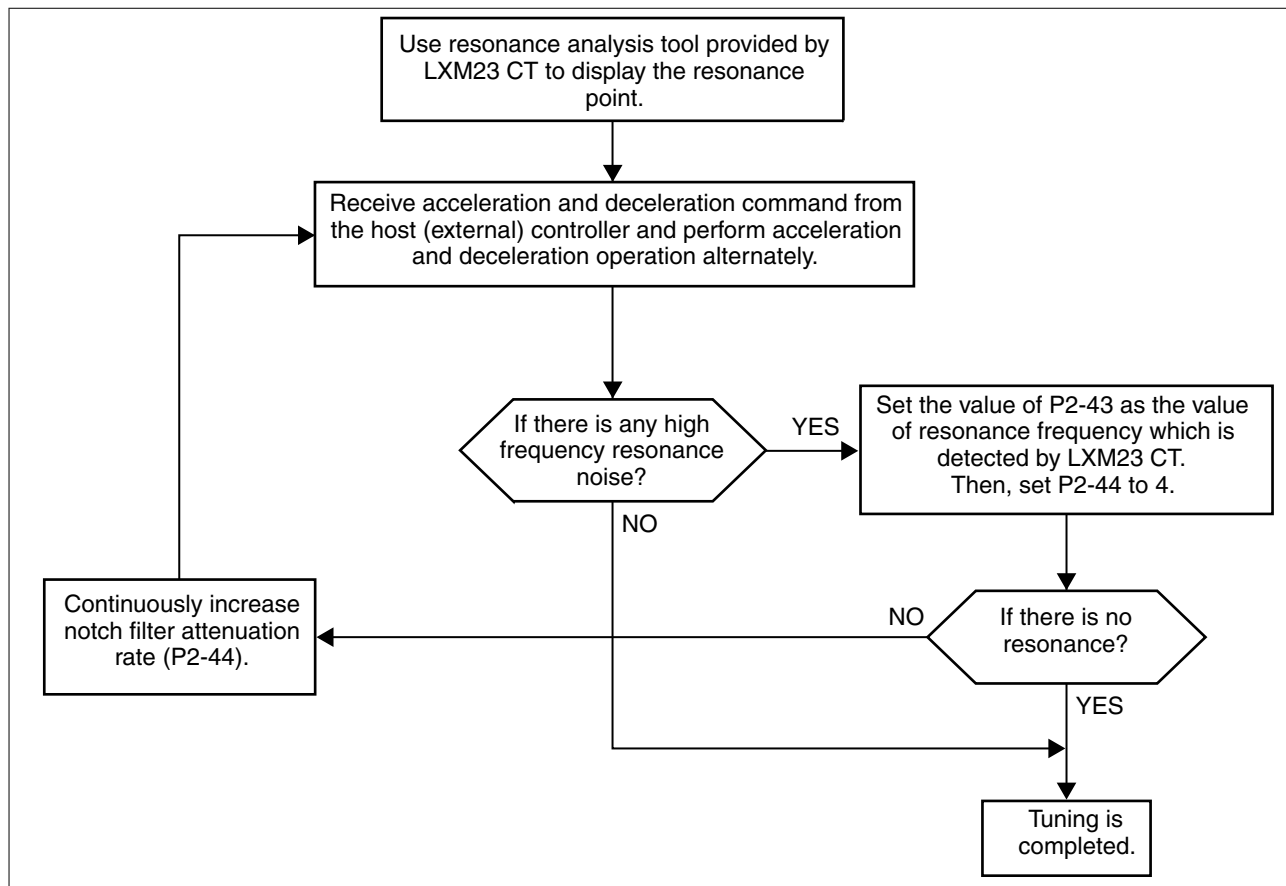 Use resonance analysis tool provided by
LXM23 CT to display the resonance
point.
Receive acceleration and deceleration command from
the host (external) controller and perform acceleration
and deceleration operation alternately.
If there is any high
frequency resonance
noise?
YES
Set the value of P2-43 as the value
of resonance frequency which is
detected by LXM23 CT.
Then, set P2-44 to 4.
NO
Continuously increase
notch filter attenuation
rate (P2-44).
NO
If there is no
resonance?
YES
Tuning is
completed.